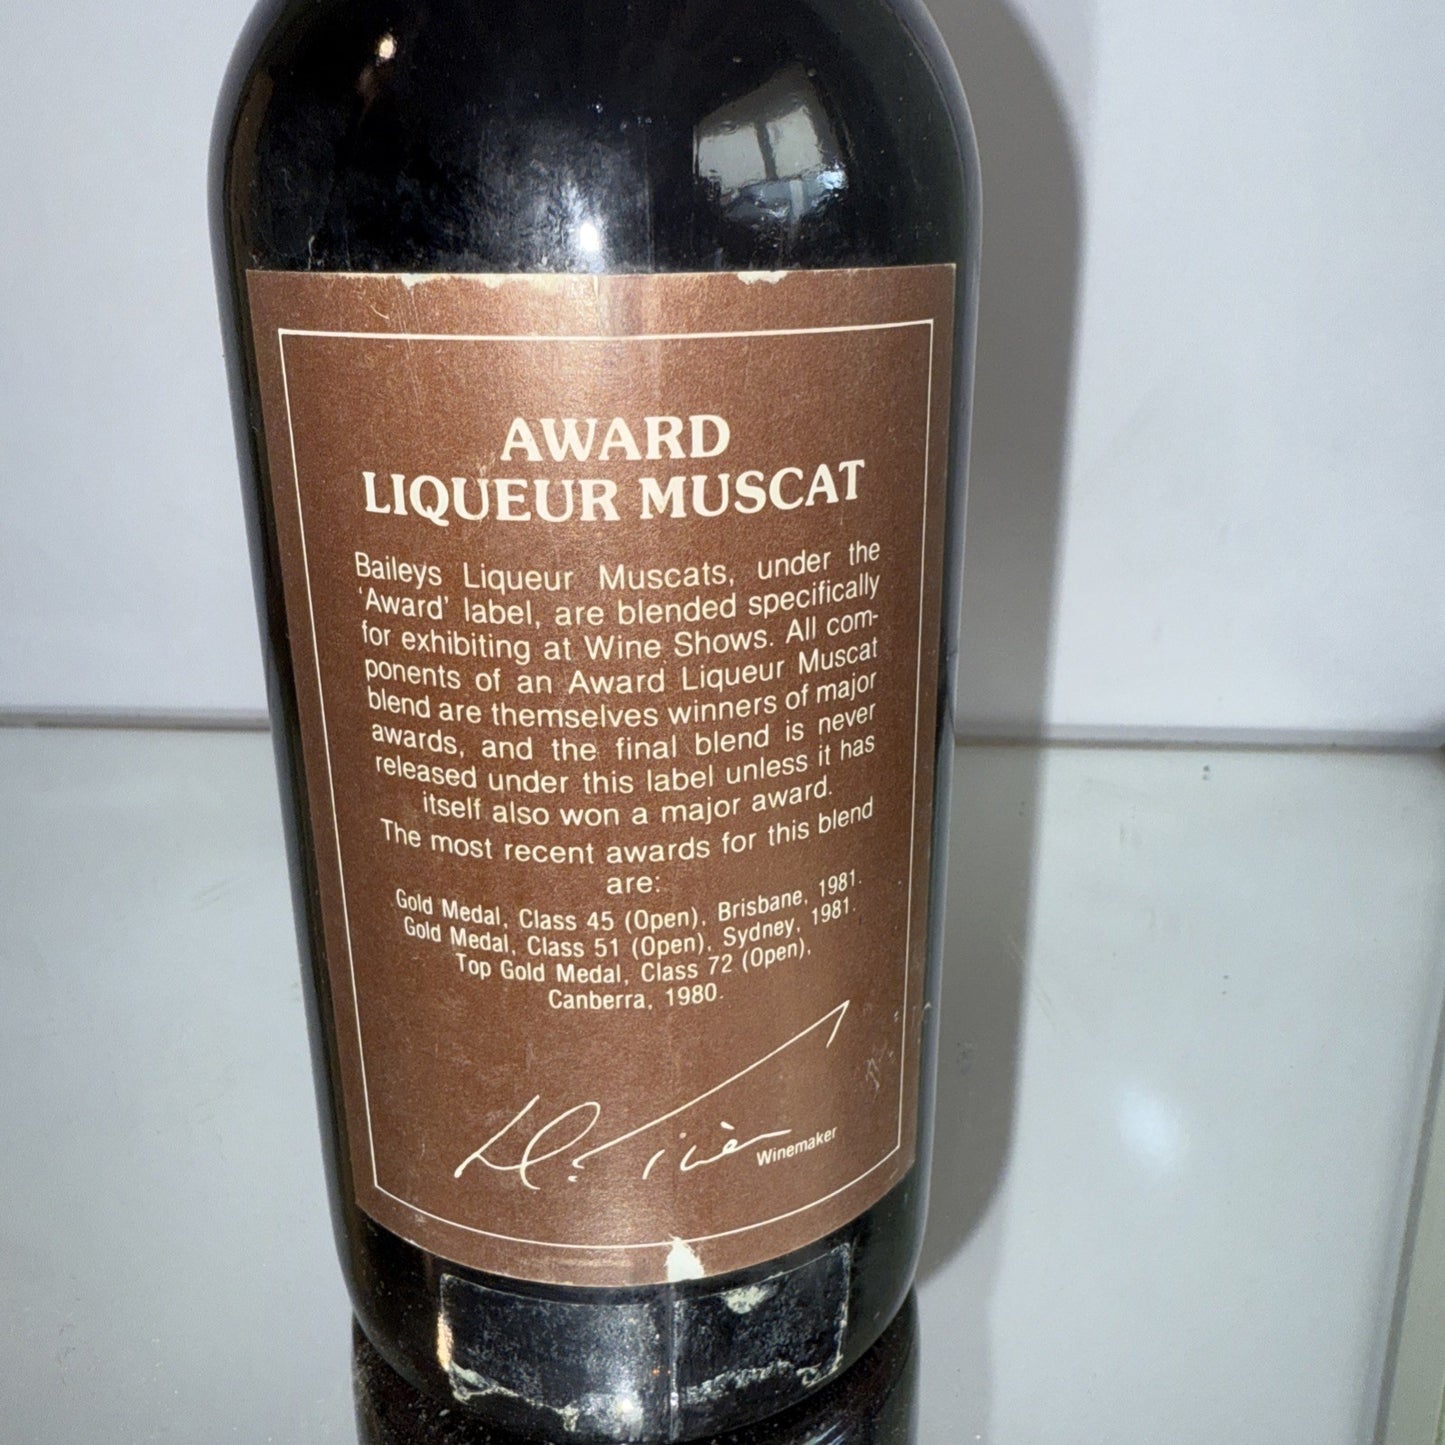 AWARD
LIQUEUR MUSCAT
Baileys Liqueur Muscats, under the
'Award' label, are blended specifically
for exhibiting at Wine Shows. All com-
ponents of an Award Liqueur Muscat
blend are themselves winners of major
awards, and the final blend is never
released under this label unless it has
itself also won a major award.
The most recent awards for this blend
are:
Gold Medal, Class 45 (Open), Brisbane, 1981.
Gold Medal, Class 51 (Open), Sydney, 1981.
Top Gold Medal, Class 72 (Open),
Canberra, 1980.
Winemaker